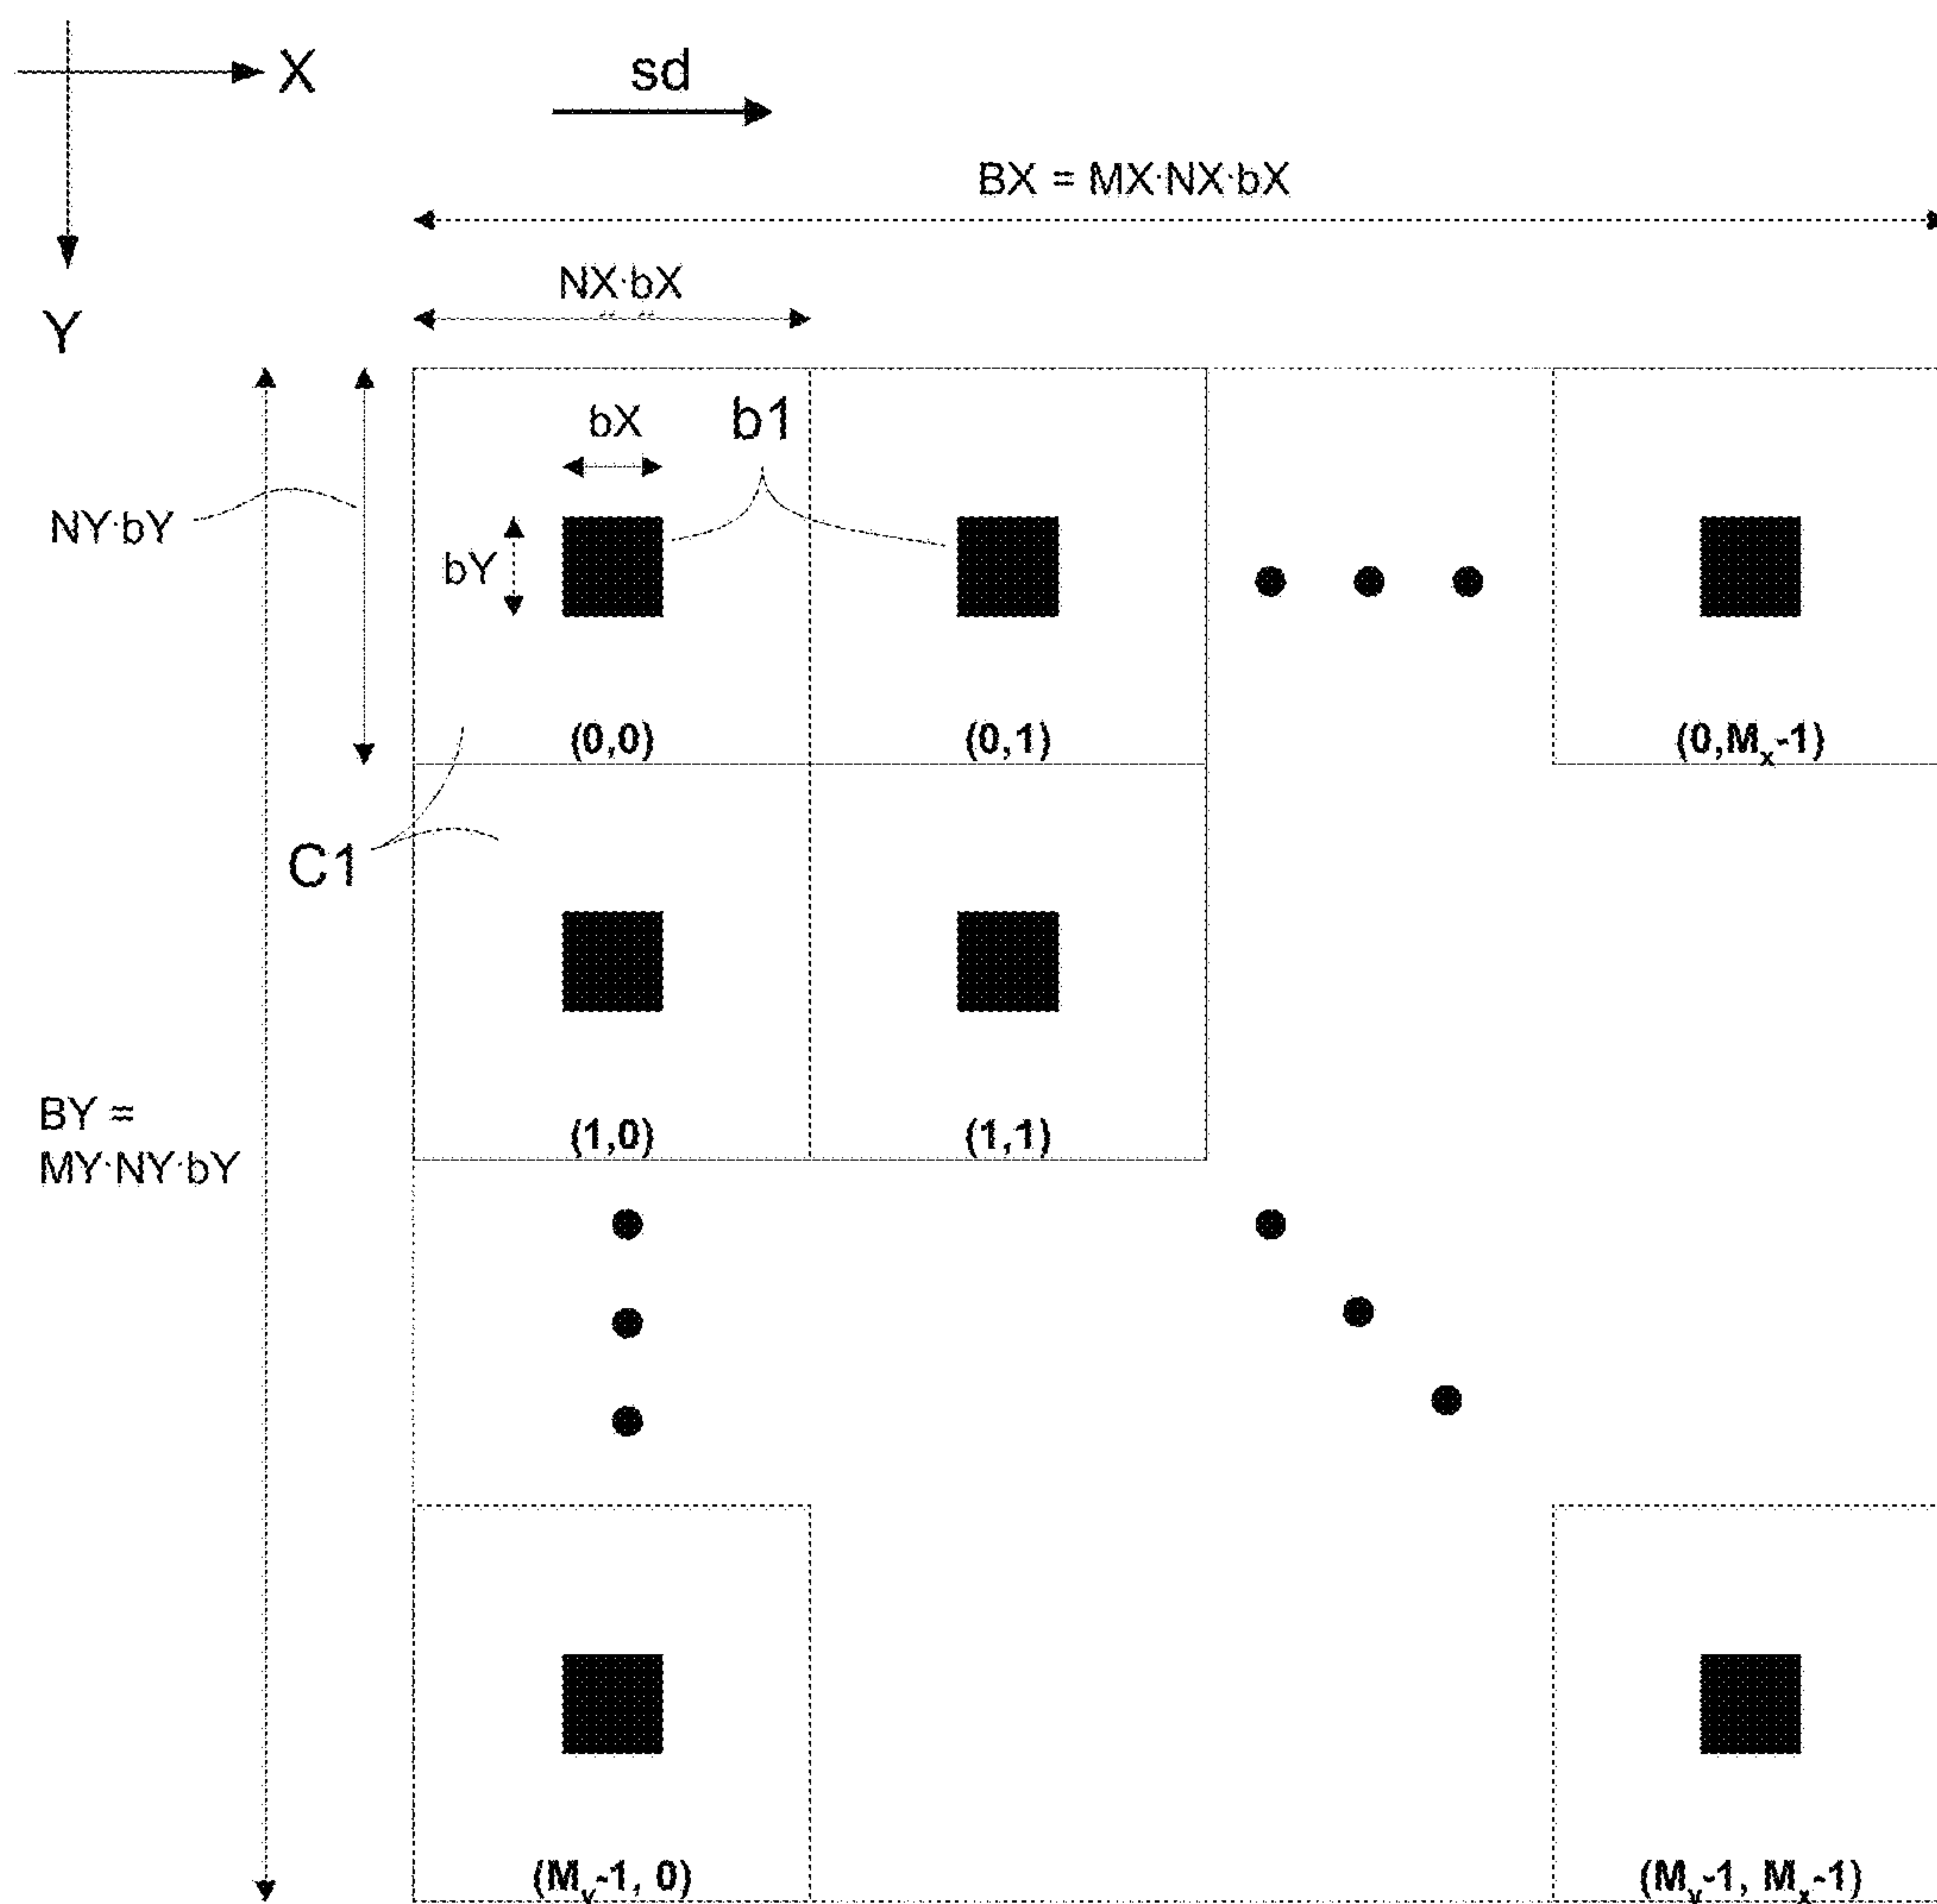 X
sd
BX = MX·NX·bX
NX·bX
Y
bX
b1
NY·bY
bY
(0,0)
(0,1)
(0,Mx-1)
C1
(1,0)
(1,1)
BY =
MY·NY·bY
(My-1, 0)
(My-1, Mx-1)